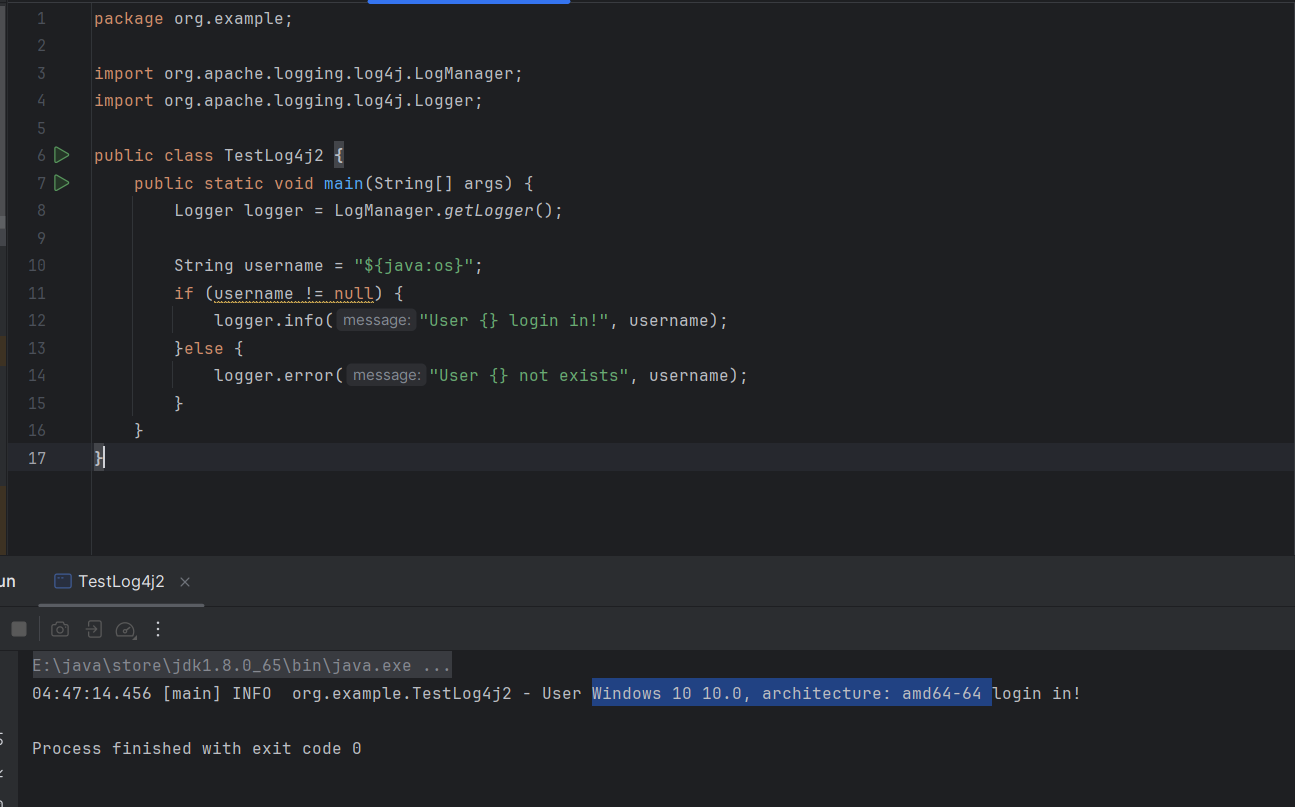 1 package org.example;
2
3 import org.apache.logging.log4j.LogManager;
4 import org.apache.logging.log4j.Logger;
5
6 public class TestLog4j2 {
7 public static void main(String[] args) {
8 Logger logger = LogManager.getLogger();
9
10 String username = "${java:os}";
11 if (username != null) {
12 logger.info( message: "User {} login in!", username);
13 }else {
14 logger.error( message: "User {} not exists", username);
15 }
16 }
17 }
un TestLog4j2 ×
E:\java\store\jdk1.8.0_65\bin\java.exe ...
04:47:14.456 [main] INFO  org.example.TestLog4j2 - User Windows 10 10.0, architecture: amd64-64 login in!
Process finished with exit code 0